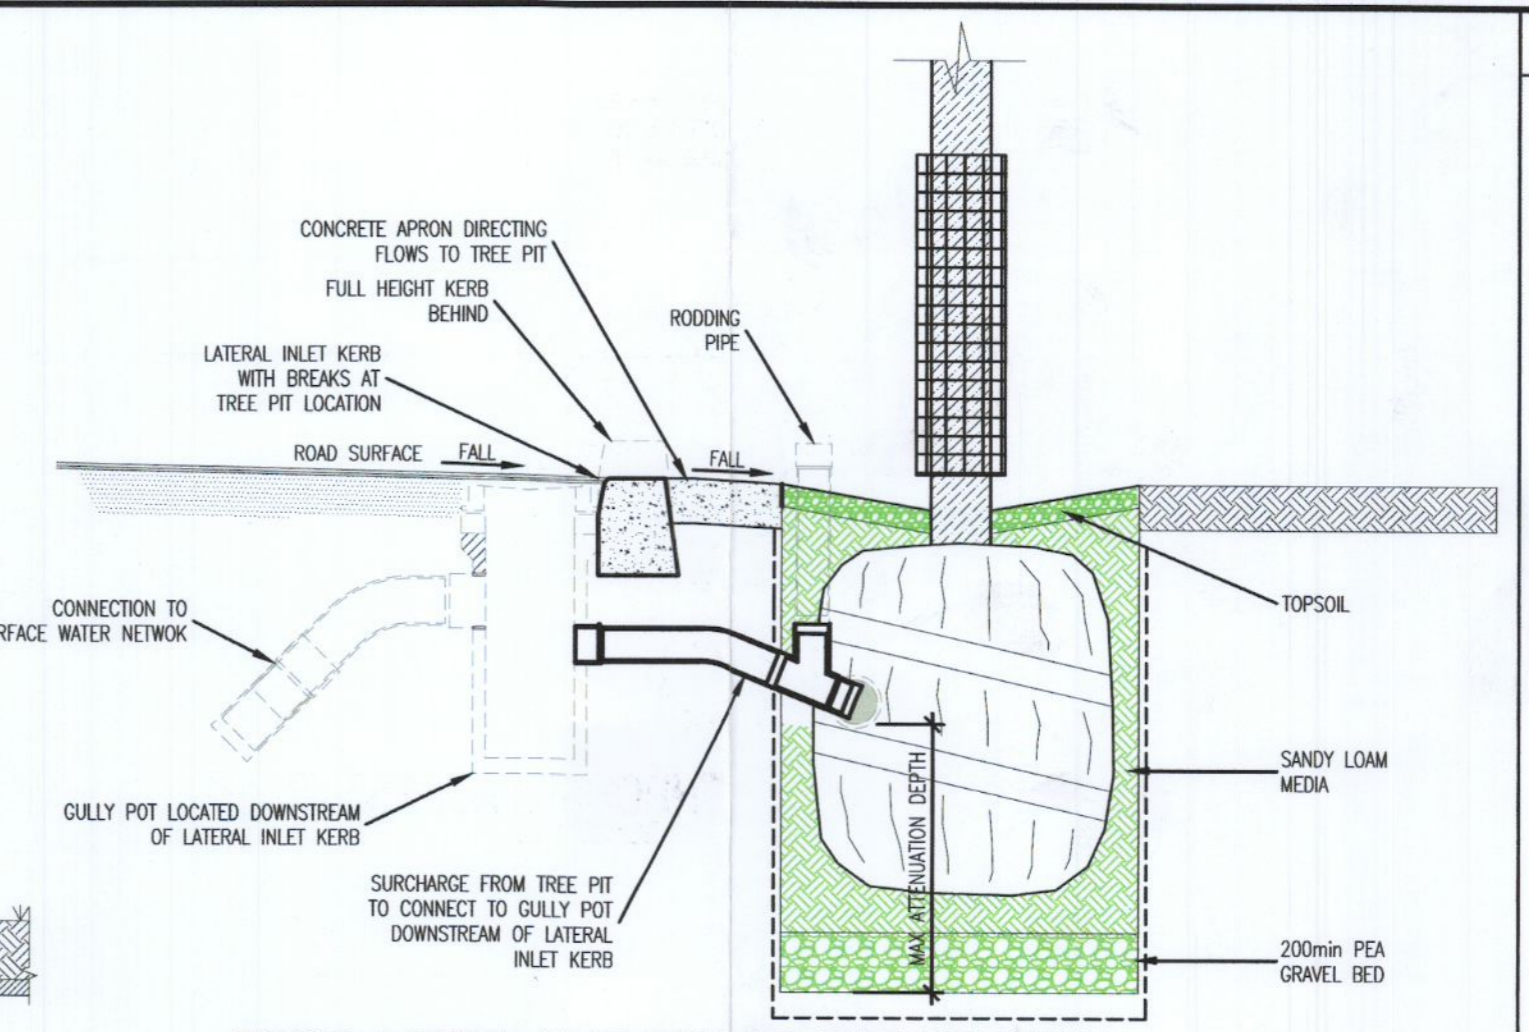 CONCRETE APRON DIRECTING
FLOWS TO TREE PIT
FULL HEIGHT KERB
BEHIND
RODDING
PIPE
LATERAL INLET KERB
WITH BREAKS AT
TREE PIT LOCATION
ROAD SURFACE
FALL
FALL
CONNECTION TO
RFACE WATER NETWOK
TOPSOIL
GULLY POT LOCATED DOWNSTREAM
OF LATERAL INLET KERB
SANDY LOAM
MEDIA
MAX ATTENUATION DEPTH
SURCHARGE FROM TREE PIT
TO CONNECT TO GULLY POT
DOWNSTREAM OF LATERAL
INLET KERB
200min PEA
GRAVEL BED